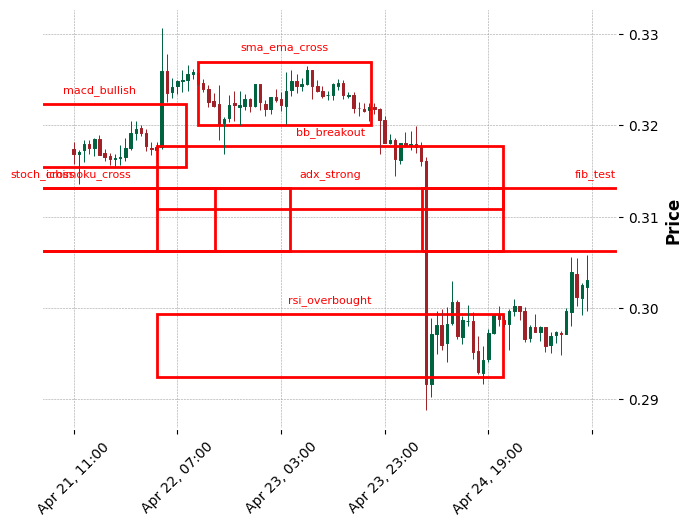 0.33
sma_ema_cross
macd_bullish
0.32
bb_breakout
stoch_cross
ichimoku_cross
adx_strong
fib_test
0.31
Price
rsi_overbought
0.30
0.29
Apr 21, 11:00
Apr 22, 07:00
Apr 23, 03:00
Apr 23, 23:00
Apr 24, 19:00